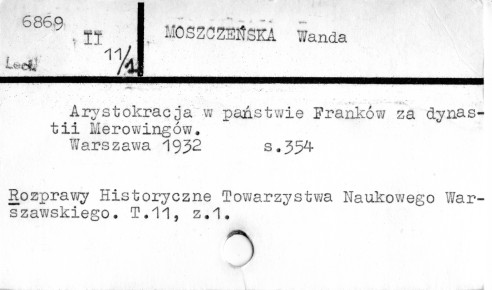 6869
II
11/1
MOSZCZEŃSKA Wanda
Arystokracja w państwie Franków za dynas-
tii Merowingów.
Warszawa 1932 s.354
Rozprawy Historyczne Towarzystwa Naukowego War-
szawskiego. T.11, z.1.